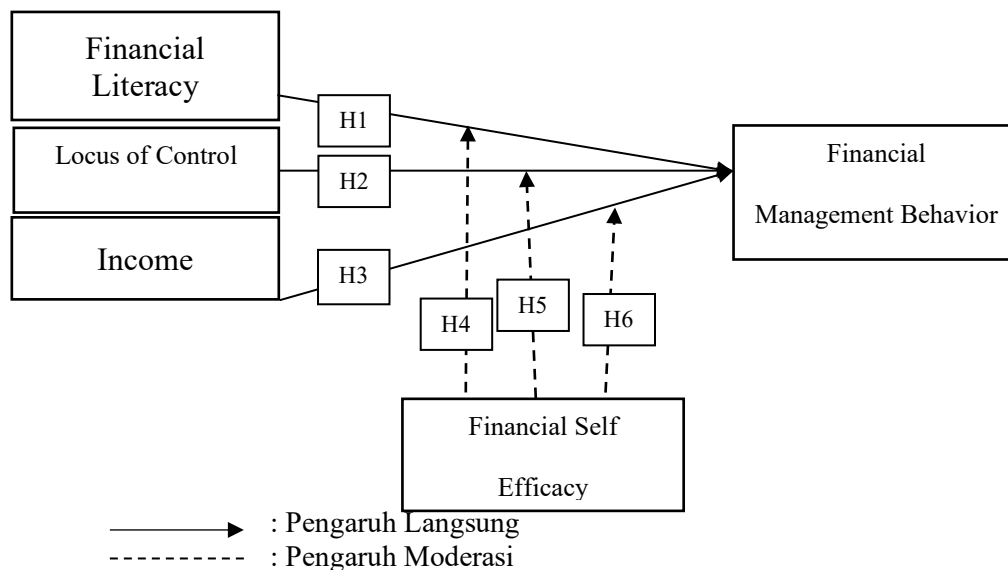 Financial
Literacy
H1
Locus of Control
H2
Income
H3
Financial
Management Behavior
H4
H5
H6
Financial Self
Efficacy
: Pengaruh Langsung
: Pengaruh Moderasi